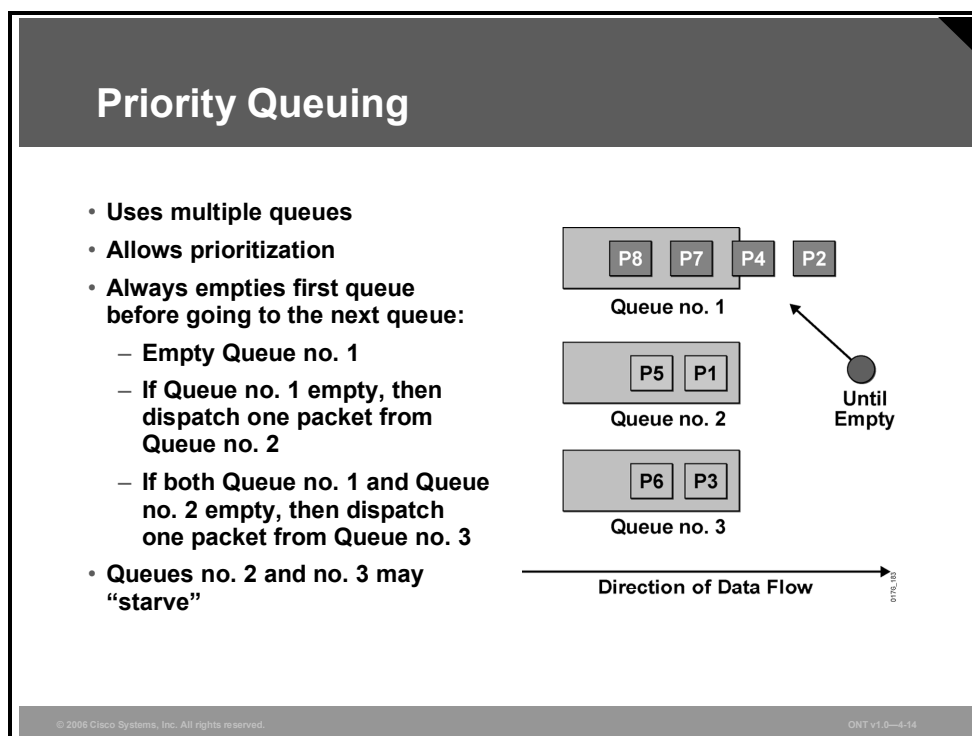 Priority Queuing
• Uses multiple queues
• Allows prioritization
• Always empties first queue
before going to the next queue:
– Empty Queue no. 1
– If Queue no. 1 empty, then
dispatch one packet from
Queue no. 2
– If both Queue no. 1 and Queue
no. 2 empty, then dispatch
one packet from Queue no. 3
• Queues no. 2 and no. 3 may
“starve”
P8 P7 P4 P2
Queue no. 1
P5 P1
Queue no. 2
Until
Empty
P6 P3
Queue no. 3
Direction of Data Flow
017G_183
© 2006 Cisco Systems, Inc. All rights reserved.
ONT v1.0—4-14